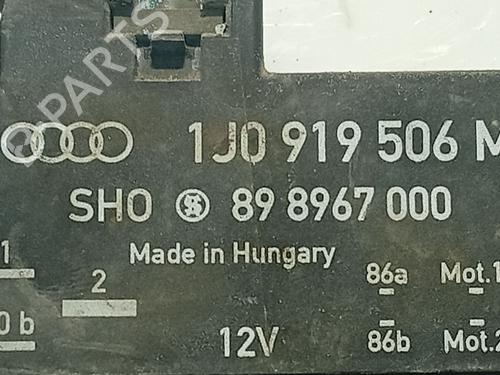 B-PARTS
1J0 919 506 M
SHO 89 8967 000
Made in Hungary
1
2
0 b
86a Mot.1
12V
86b Mot.2